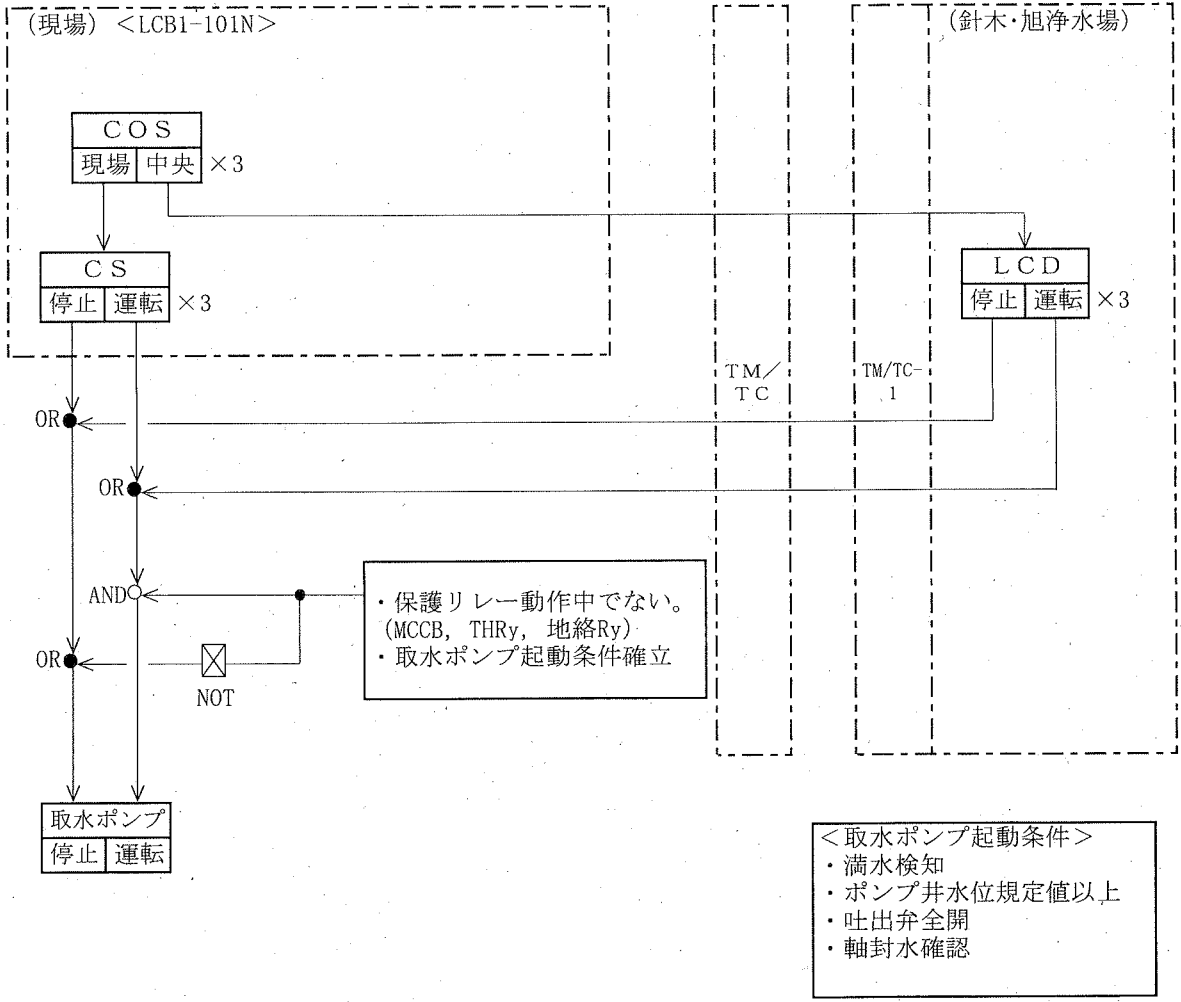 (現場) <LCB1-101N>
(針木・旭浄水場)
COS
現場 中央 ×3
CS
停止 運転 ×3
LCD
停止 運転 ×3
TM/
TC
TM/TC-
1
OR
OR
AND
・保護リレー動作中でない。
(MCCB, THRy, 地絡Ry)
・取水ポンプ起動条件確立
OR
NOT
取水ポンプ
停止 運転
<取水ポンプ起動条件>
・満水検知
・ポンプ井水位規定値以上
・吐出弁全開
・軸封水確認